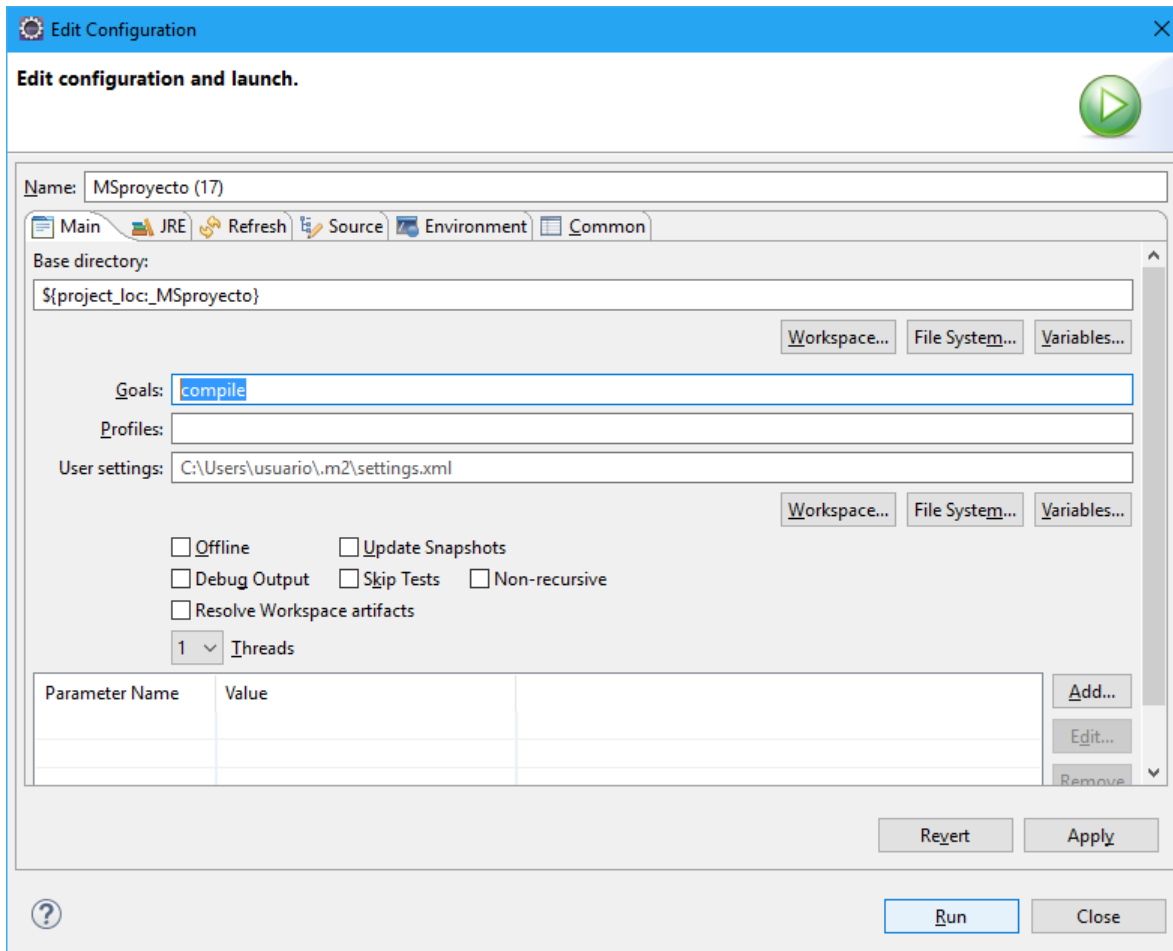 Edit Configuration
Edit configuration and launch.
Name: MSproyecto (17)
Main JRE Refresh Source Environment Common
Base directory:
${project_loc:_MSproyecto}
Workspace... File System... Variables...
Goals: compile
Profiles:
User settings: C:\Users\usuario\.m2\settings.xml
Workspace... File System... Variables...
Offline Update Snapshots
Debug Output Skip Tests Non-recursive
Resolve Workspace artifacts
1 Threads
Parameter Name Value Add...
Edit...
Remove
Revert Apply
? Run Close